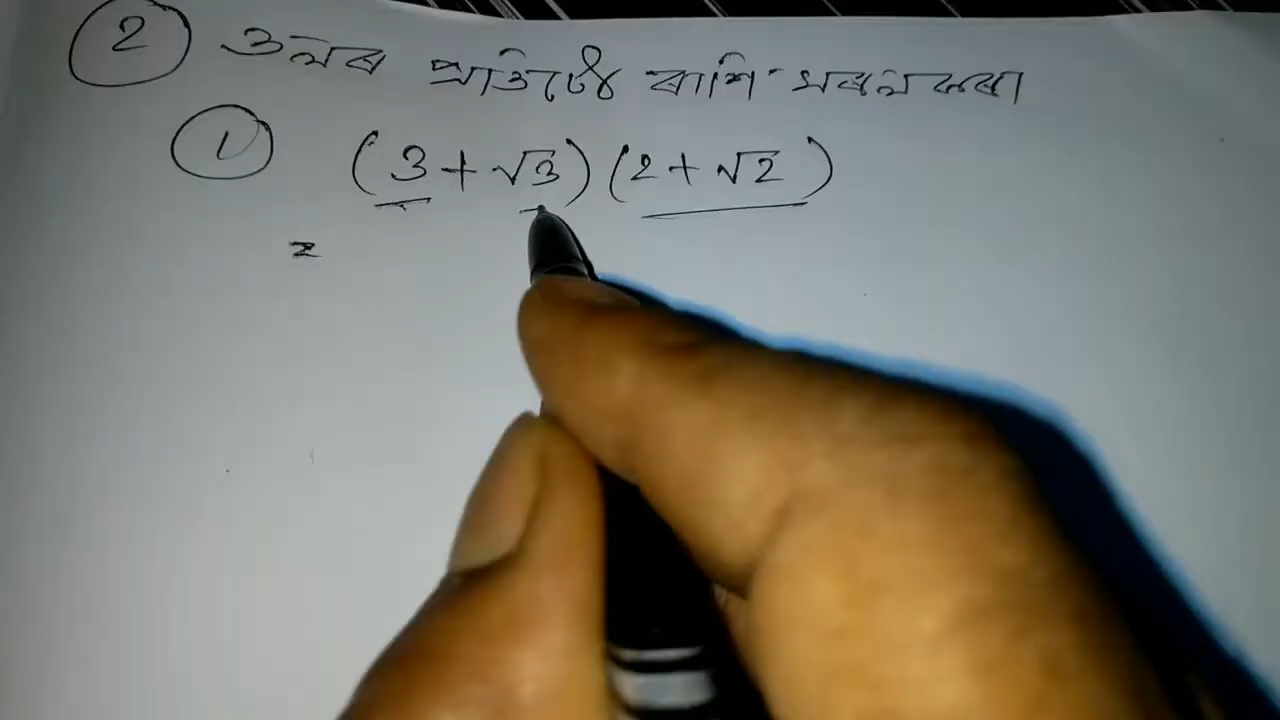 ② তলৰ প্ৰতিটো ৰাশি সৰল কৰা
① (3 + √3) (2 + √2)
=